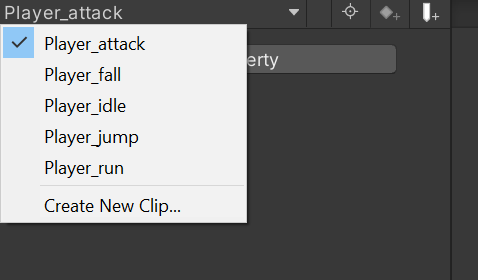 Player_attack
Player_attack
erty
Player_fall
Player_idle
Player_jump
Player_run
Create New Clip...